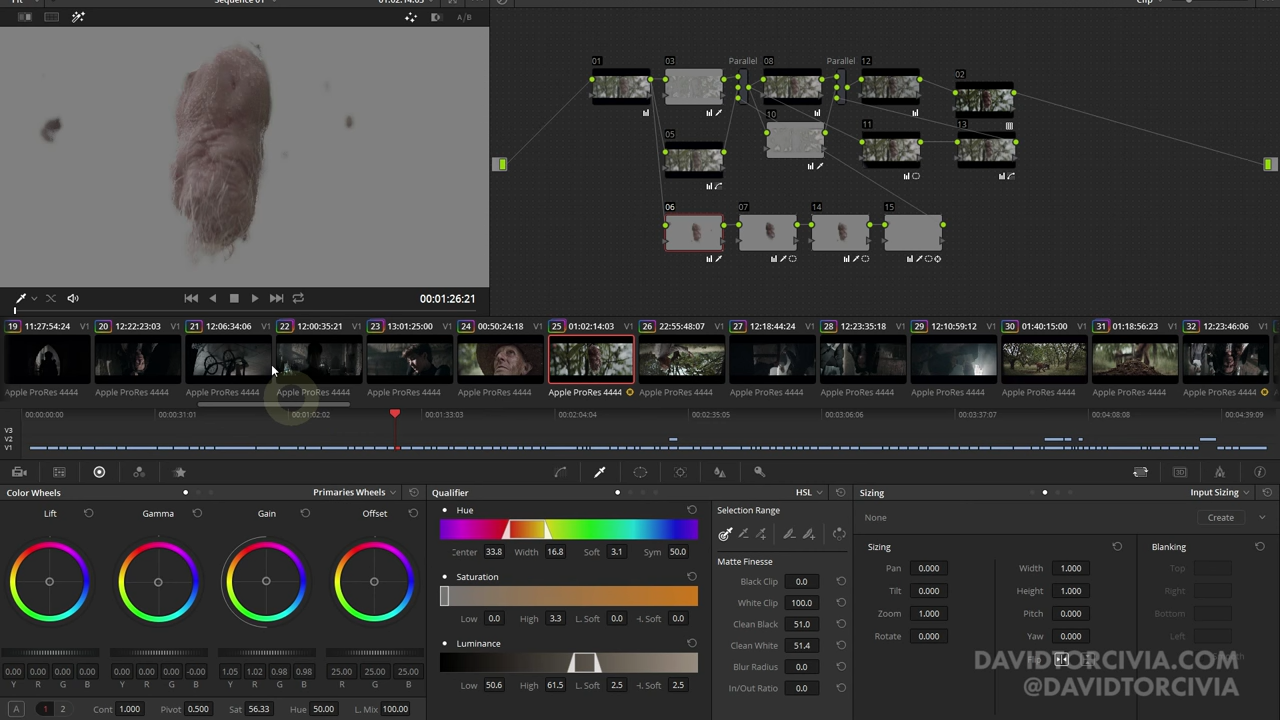 Fit
Sequence 01
01:02:14:03
Clip
A/B
01
03
Parallel
08
Parallel
12
02
10
05
11
13
06
07
14
15
00:01:26:21
19 11:27:54:24 V1
20 12:22:23:03 V1
21 12:06:34:06 V1
22 12:00:35:21 V1
23 13:01:25:00 V1
24 00:50:24:18 V1
25 01:02:14:03 V1
26 22:55:48:07 V1
27 12:18:44:24 V1
28 12:23:35:18 V1
29 12:10:59:12 V1
30 01:40:15:00 V1
31 01:18:56:23 V1
32 12:23:46:06 V1
Apple ProRes 4444
Apple ProRes 4444
Apple ProRes 4444
Apple ProRes 4444
Apple ProRes 4444
Apple ProRes 4444
Apple ProRes 4444
Apple ProRes 4444
Apple ProRes 4444
Apple ProRes 4444
Apple ProRes 4444
Apple ProRes 4444
Apple ProRes 4444
Apple ProRes 4444
00:00:00:00
00:00:31:01
00:01:02:02
00:01:33:03
00:02:04:04
00:02:35:05
00:03:06:06
00:03:37:07
00:04:08:08
00:04:39:09
V3
V2
V1
Color Wheels
Primaries Wheels
Lift
Gamma
Gain
Offset
0.00 0.00 0.00 0.00
0.00 0.00 0.00 -0.00
1.05 1.02 0.98 0.98
25.00 25.00 25.00
Y R G B
Y R G B
Y R G B
R G B
A 1 2 Cont 1.000 Pivot 0.500 Sat 56.33 Hue 50.00 L. Mix 100.00
Qualifier
HSL
Hue
Center 33.8 Width 16.8 Soft 3.1 Sym 50.0
Saturation
Low 0.0 High 3.3 L. Soft 0.0 H. Soft 0.0
Luminance
Low 50.6 High 61.5 L. Soft 2.5 H. Soft 2.5
Selection Range
Matte Finesse
Black Clip 0.0
White Clip 100.0
Clean Black 51.0
Clean White 51.4
Blur Radius 0.0
In/Out Ratio 0.0
Sizing
Input Sizing
None
Create
Sizing
Pan 0.000
Tilt 0.000
Zoom 1.000
Rotate 0.000
Width 1.000
Height 1.000
Pitch 0.000
Yaw 0.000
Flip
Blanking
Top
Right
Bottom
Left
DAVIDTORCIVIA.COM
@DAVIDTORCIVIA